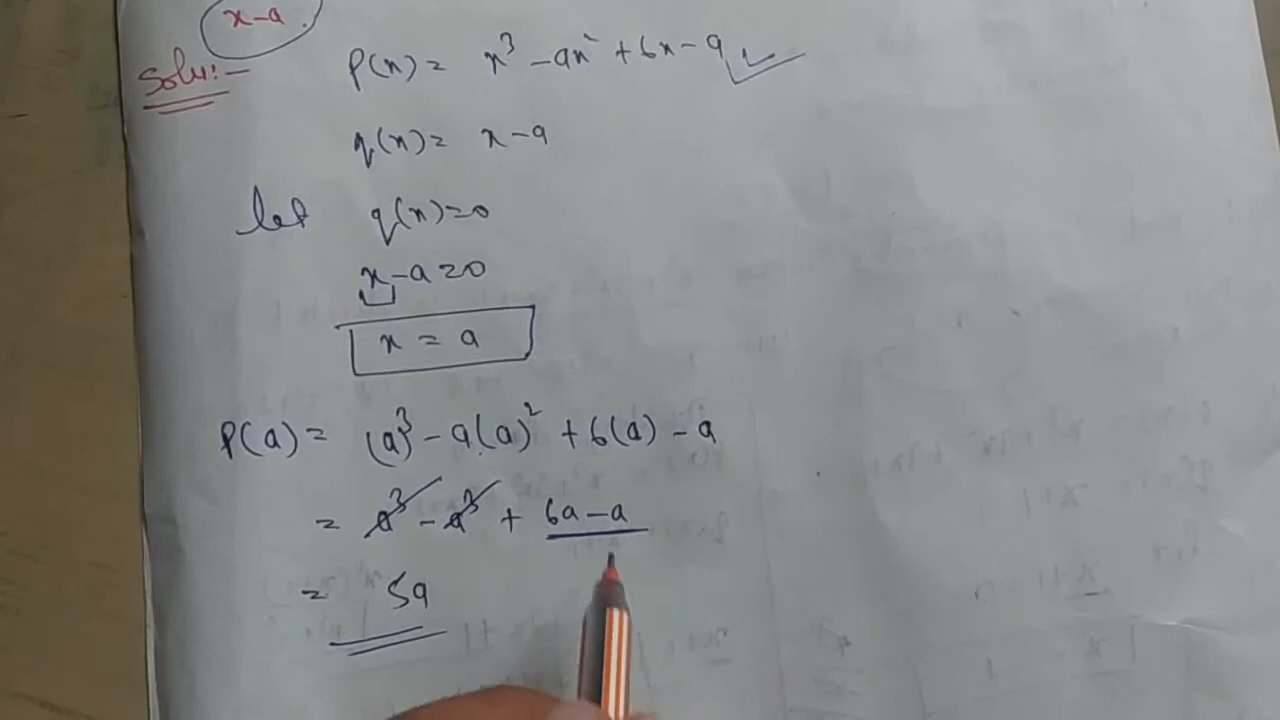 x-a.
Solu:-
P(x)= x³ - ax² + 6x - a
q(x)= x-a
let q(x)=0
x-a=0
x = a
P(a)= (a)³ - a(a)² + 6(a) - a
= a³ - a³ + 6a-a
= 5a